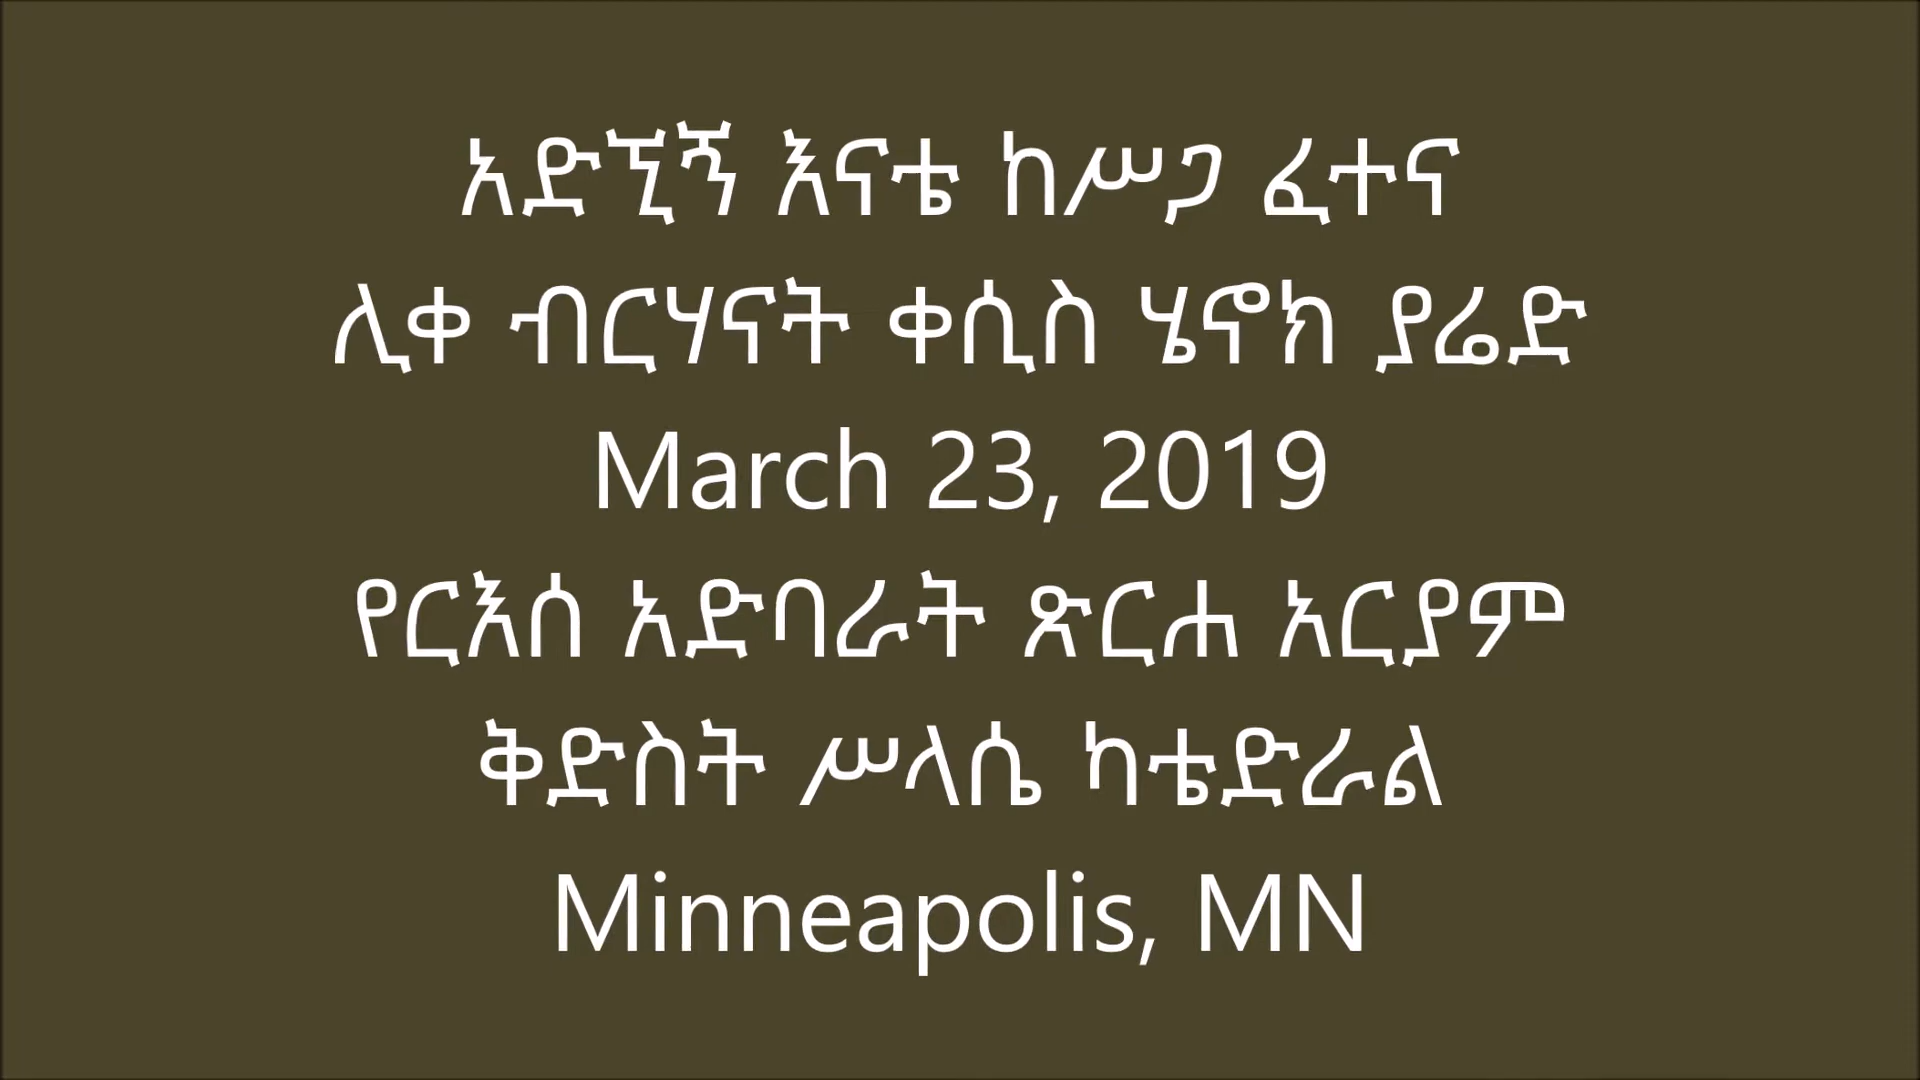 አድኚኝ እናቴ ከሥጋ ፈተና
ሊቀ ብርሃናት ቀሲስ ሄኖክ ያሬድ
March 23, 2019
የርእሰ አድባራት ጽርሐ አርያም
ቅድስት ሥላሴ ካቴድራል
Minneapolis, MN